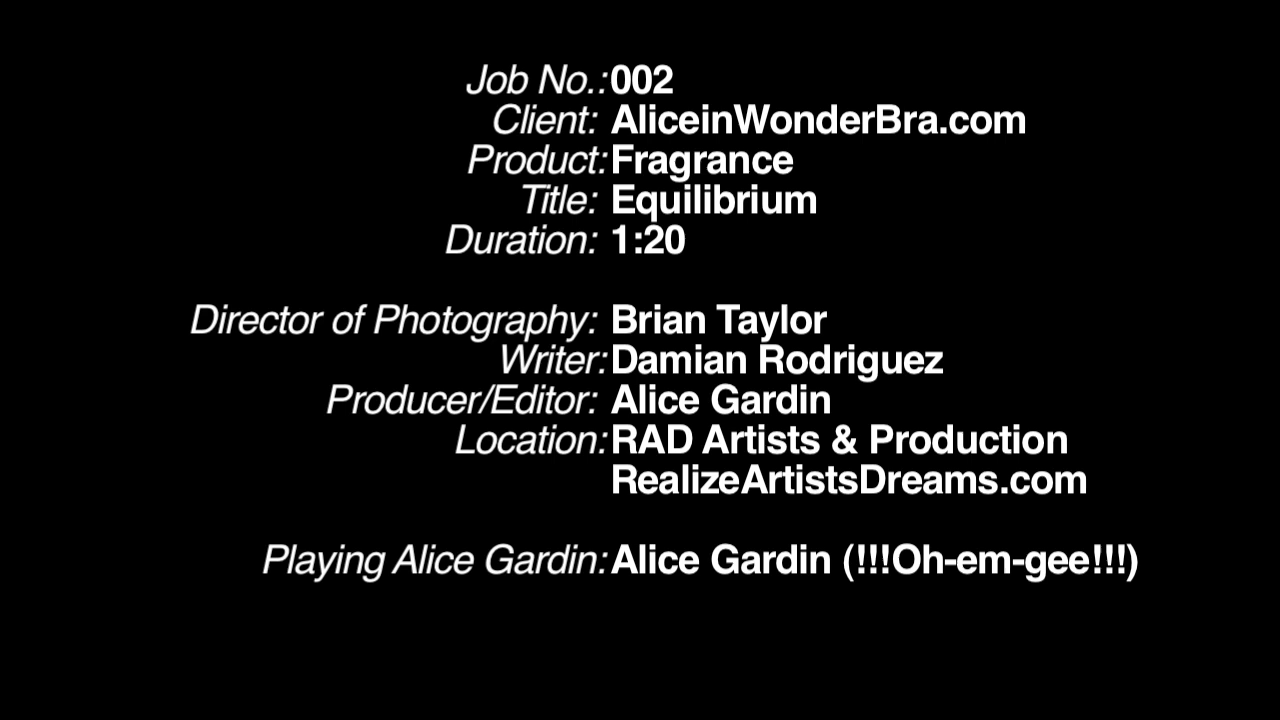 Job No.: 002
Client: AliceinWonderBra.com
Product: Fragrance
Title: Equilibrium
Duration: 1:20
Director of Photography: Brian Taylor
Writer: Damian Rodriguez
Producer/Editor: Alice Gardin
Location: RAD Artists & Production
RealizeArtistsDreams.com
Playing Alice Gardin: Alice Gardin (!!!Oh-em-gee!!!)